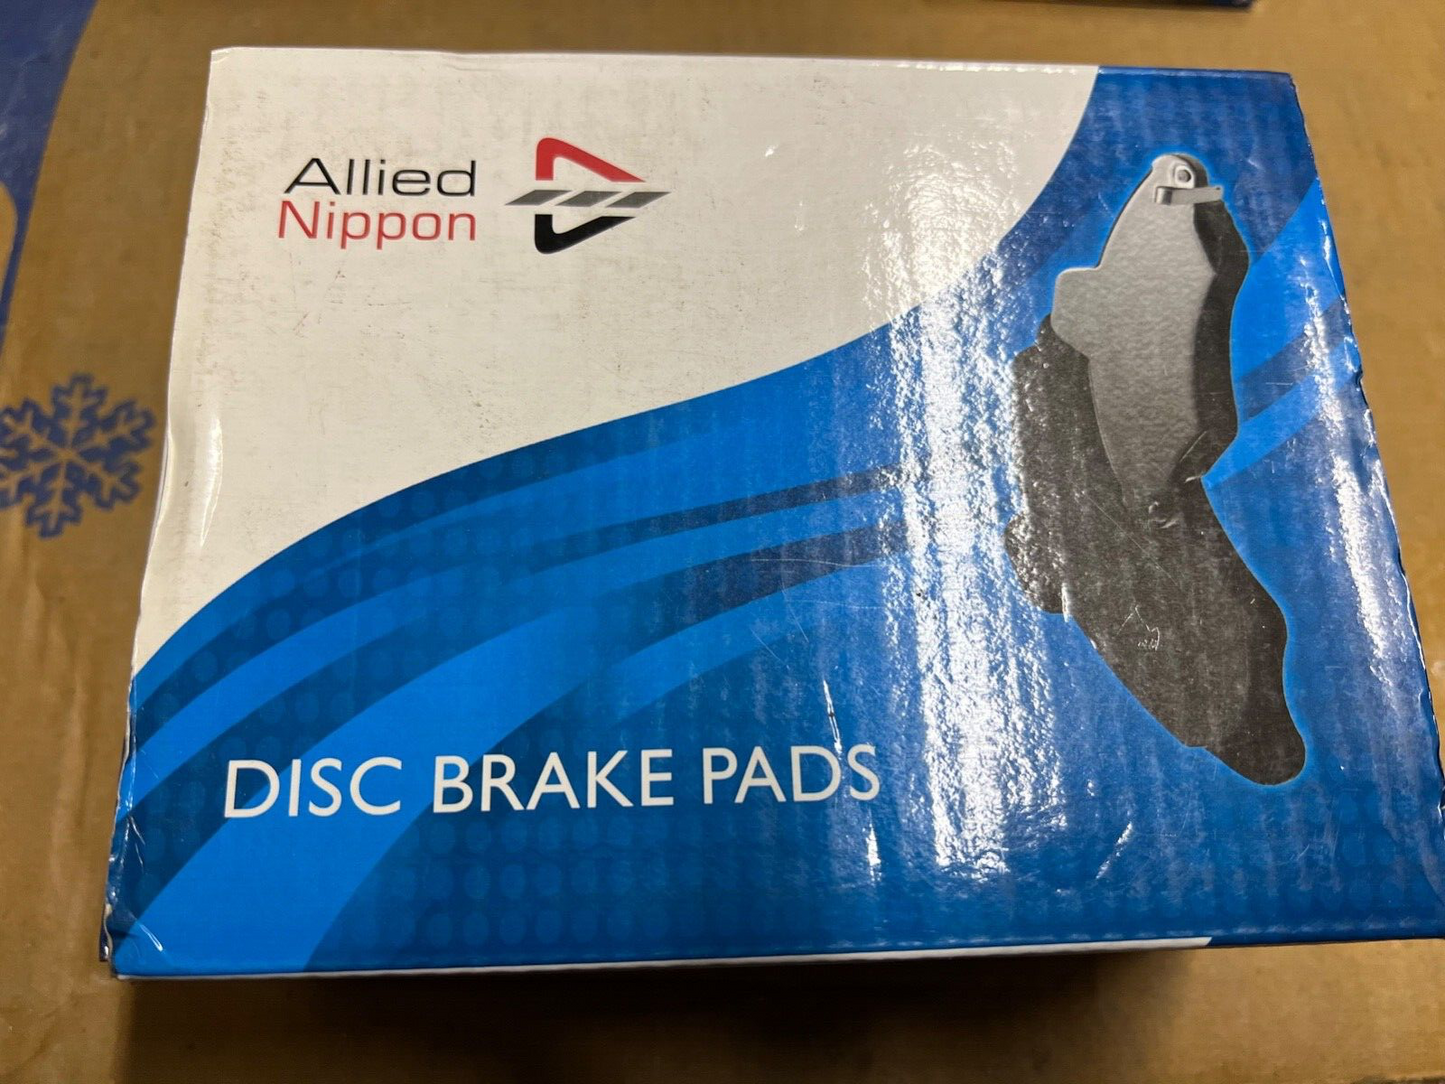 Allied
Nippon
DISC BRAKE PADS